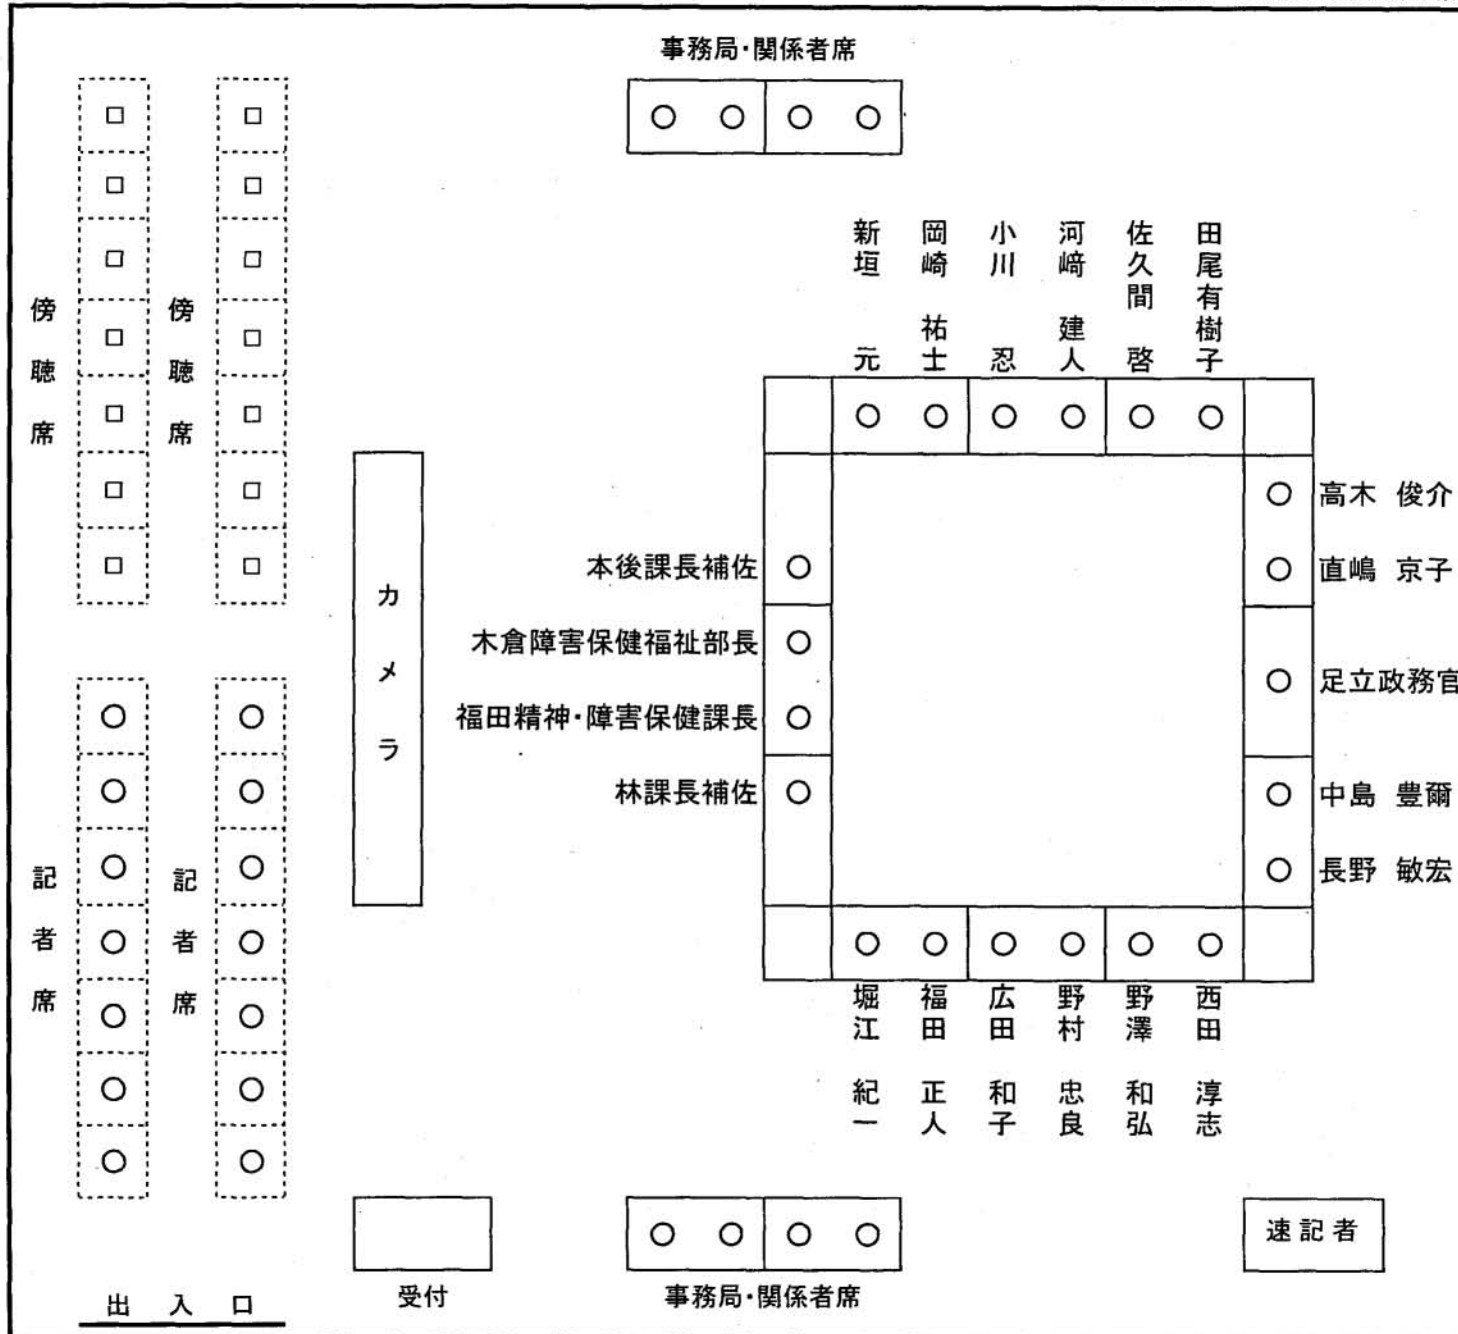 事務局・関係者席
傍聴席
傍聴席
新垣 元
岡崎 祐士
小川 忍
河﨑 建人
佐久間 啓
田尾有樹子
カメラ
高木 俊介
本後課長補佐
直嶋 京子
木倉障害保健福祉部長
足立政務官
福田精神・障害保健課長
林課長補佐
中島 豊爾
長野 敏宏
記者席
記者席
堀江 紀一
福田 正人
広田 和子
野村 忠良
野澤 和弘
西田 淳志
速記者
出入口
受付
事務局・関係者席